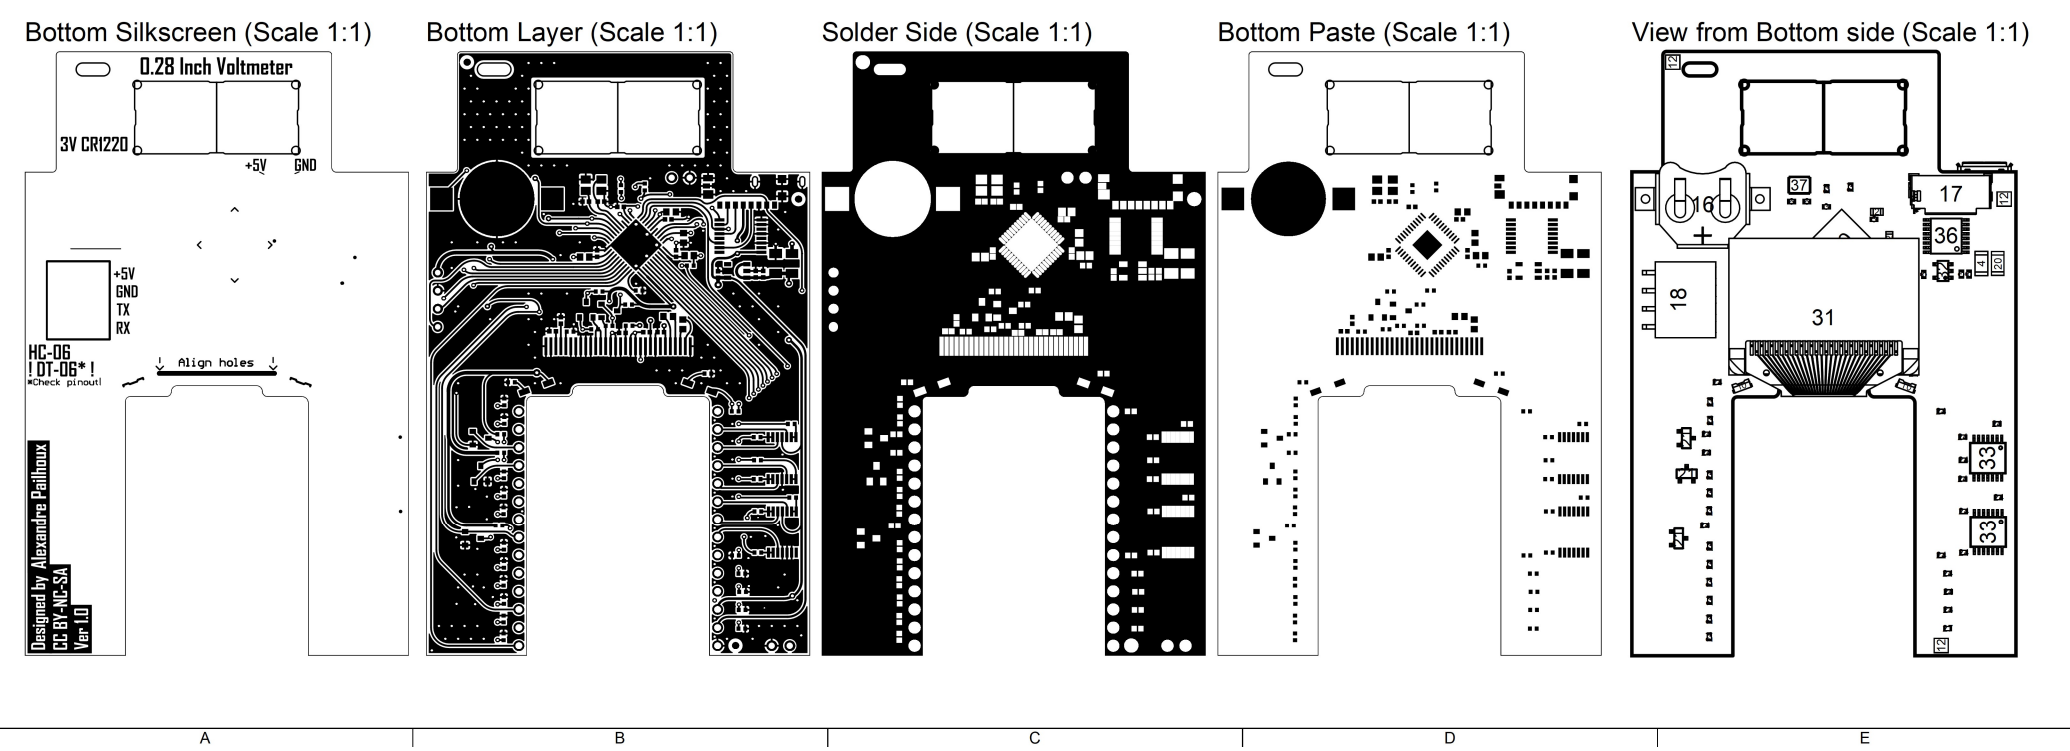 Bottom Silkscreen (Scale 1:1)
Bottom Layer (Scale 1:1)
Solder Side (Scale 1:1)
Bottom Paste (Scale 1:1)
View from Bottom side (Scale 1:1)
0.28 Inch Voltmeter
3V CR1220
+5V GND
+5V
GND
TX
RX
HC-06
! DT-06* !
*Check pinout!
Align holes
Designed by Alexandre Pailhoux
CC BY-NC-SA
Ver 1.0
12
37
17
12
16
+
36
32
4
20
18
31
33
33
12
A
B
C
D
E